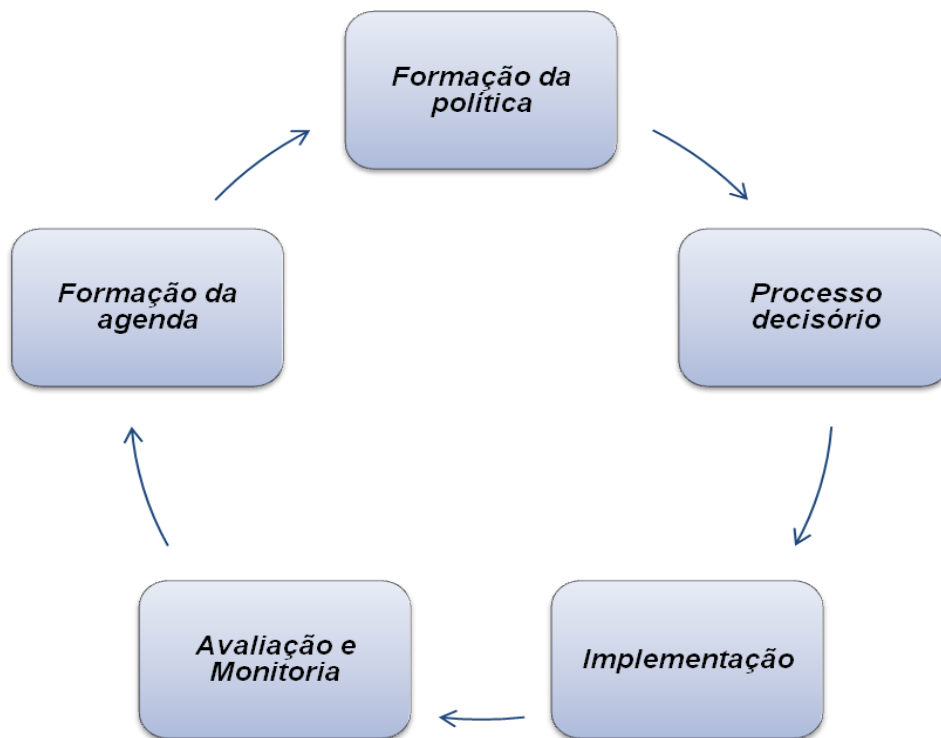 Formação da
política
Processo
decisório
Implementação
Avaliação e
Monitoria
Formação da
agenda